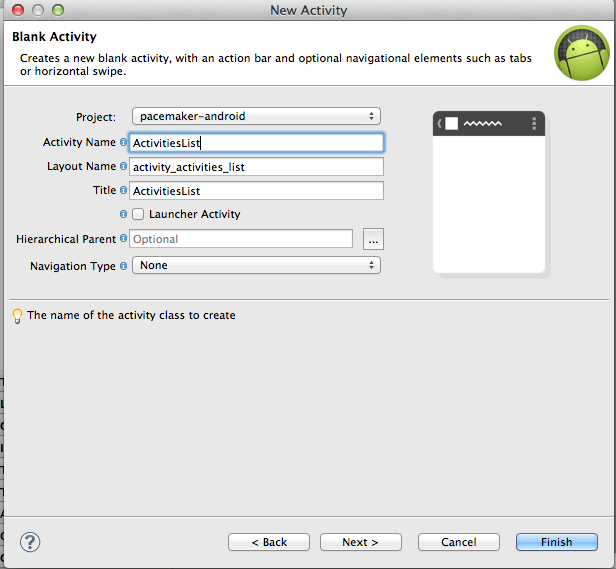 New Activity
Blank Activity
Creates a new blank activity, with an action bar and optional navigational elements such as tabs
or horizontal swipe.
Project: pacemaker-android
Activity Name ActivitiesList
Layout Name activity_activities_list
Title ActivitiesList
Launcher Activity
Hierarchical Parent Optional ...
Navigation Type None
The name of the activity class to create
? < Back Next > Cancel Finish